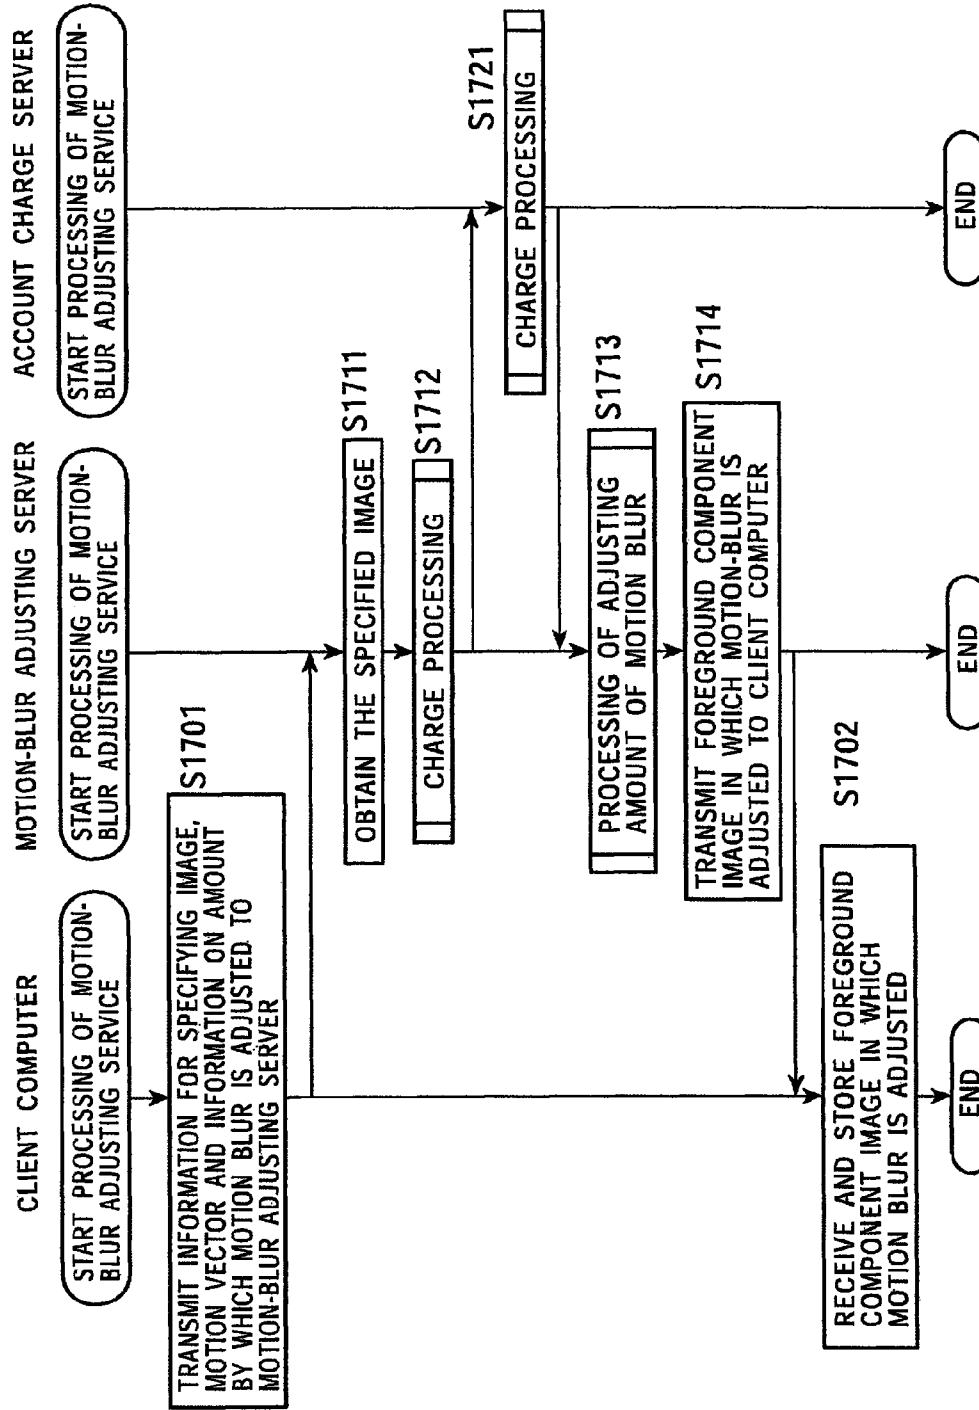 CLIENT COMPUTER
START PROCESSING OF MOTION-
BLUR ADJUSTING SERVICE
TRANSMIT INFORMATION FOR SPECIFYING IMAGE,
MOTION VECTOR AND INFORMATION ON AMOUNT
BY WHICH MOTION BLUR IS ADJUSTED TO
MOTION-BLUR ADJUSTING SERVER
S1701
RECEIVE AND STORE FOREGROUND
COMPONENT IMAGE IN WHICH
MOTION BLUR IS ADJUSTED
S1702
END
MOTION-BLUR ADJUSTING SERVER
START PROCESSING OF MOTION-
BLUR ADJUSTING SERVICE
OBTAIN THE SPECIFIED IMAGE
S1711
CHARGE PROCESSING
S1712
PROCESSING OF ADJUSTING
AMOUNT OF MOTION BLUR
S1713
TRANSMIT FOREGROUND COMPONENT
IMAGE IN WHICH MOTION-BLUR IS
ADJUSTED TO CLIENT COMPUTER
S1714
END
ACCOUNT CHARGE SERVER
START PROCESSING OF MOTION-
BLUR ADJUSTING SERVICE
CHARGE PROCESSING
S1721
END